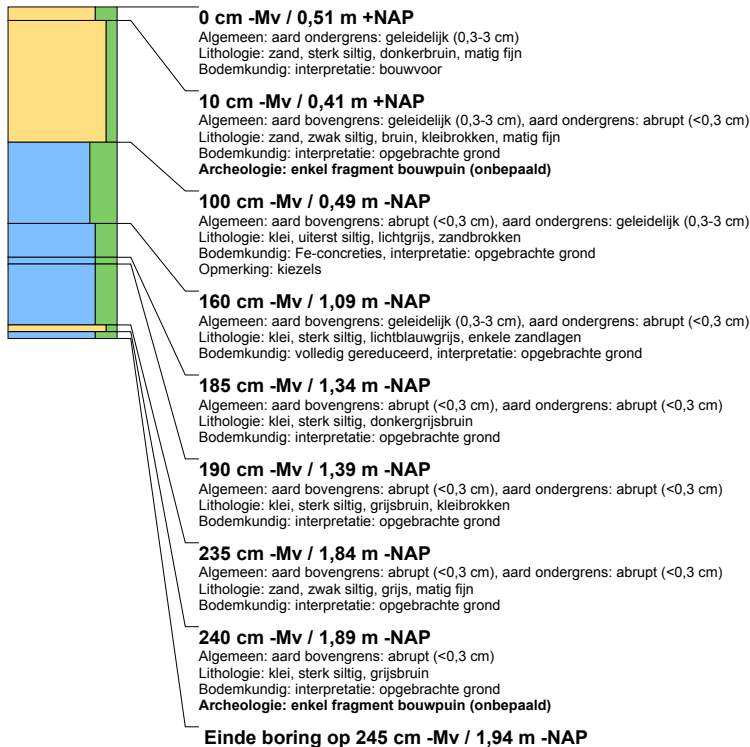 0 cm -Mv / 0,51 m +NAP
Algemeen: aard ondergrens: geleidelijk (0,3-3 cm)
Lithologie: zand, sterk siltig, donkerbruin, matig fijn
Bodemkundig: interpretatie: bouwvoor
10 cm -Mv / 0,41 m +NAP
Algemeen: aard bovengrens: geleidelijk (0,3-3 cm), aard ondergrens: abrupt (<0,3 cm)
Lithologie: zand, zwak siltig, bruin, kleibrokken, matig fijn
Bodemkundig: interpretatie: opgebrachte grond
Archeologie: enkel fragment bouwpuin (onbepaald)
100 cm -Mv / 0,49 m -NAP
Algemeen: aard bovengrens: abrupt (<0,3 cm), aard ondergrens: geleidelijk (0,3-3 cm)
Lithologie: klei, uiterst siltig, lichtgrijs, zandbrokken
Bodemkundig: Fe-concreties, interpretatie: opgebrachte grond
Opmerking: kiezels
160 cm -Mv / 1,09 m -NAP
Algemeen: aard bovengrens: geleidelijk (0,3-3 cm), aard ondergrens: abrupt (<0,3 cm)
Lithologie: klei, sterk siltig, lichtblauwgrijs, enkele zandlagen
Bodemkundig: volledig gereduceerd, interpretatie: opgebrachte grond
185 cm -Mv / 1,34 m -NAP
Algemeen: aard bovengrens: abrupt (<0,3 cm), aard ondergrens: abrupt (<0,3 cm)
Lithologie: klei, sterk siltig, donkergrijsbruin
Bodemkundig: interpretatie: opgebrachte grond
190 cm -Mv / 1,39 m -NAP
Algemeen: aard bovengrens: abrupt (<0,3 cm), aard ondergrens: abrupt (<0,3 cm)
Lithologie: klei, sterk siltig, grijsbruin, kleibrokken
Bodemkundig: interpretatie: opgebrachte grond
235 cm -Mv / 1,84 m -NAP
Algemeen: aard bovengrens: abrupt (<0,3 cm), aard ondergrens: abrupt (<0,3 cm)
Lithologie: zand, zwak siltig, grijs, matig fijn
Bodemkundig: interpretatie: opgebrachte grond
240 cm -Mv / 1,89 m -NAP
Algemeen: aard bovengrens: abrupt (<0,3 cm)
Lithologie: klei, sterk siltig, grijsbruin
Bodemkundig: interpretatie: opgebrachte grond
Archeologie: enkel fragment bouwpuin (onbepaald)
Einde boring op 245 cm -Mv / 1,94 m -NAP